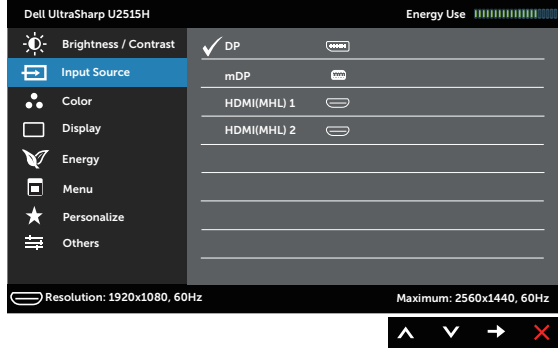 Dell UltraSharp U2515H Energy Use
Brightness / Contrast DP
Input Source mDP
Color HDMI(MHL) 1
Display HDMI(MHL) 2
Energy
Menu
Personalize
Others
Resolution: 1920x1080, 60Hz Maximum: 2560x1440, 60Hz